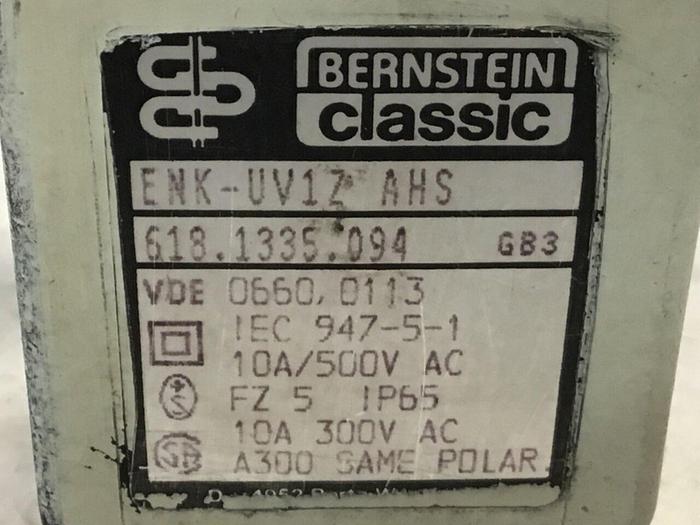 BERNSTEIN
classic
ENK-UV1Z AHS
618.1335.094 GB3
VDE 0660, 0113
IEC 947-5-1
10A/500V AC
FZ 5 IP65
10A 300V AC
A300 SAME POLAR.